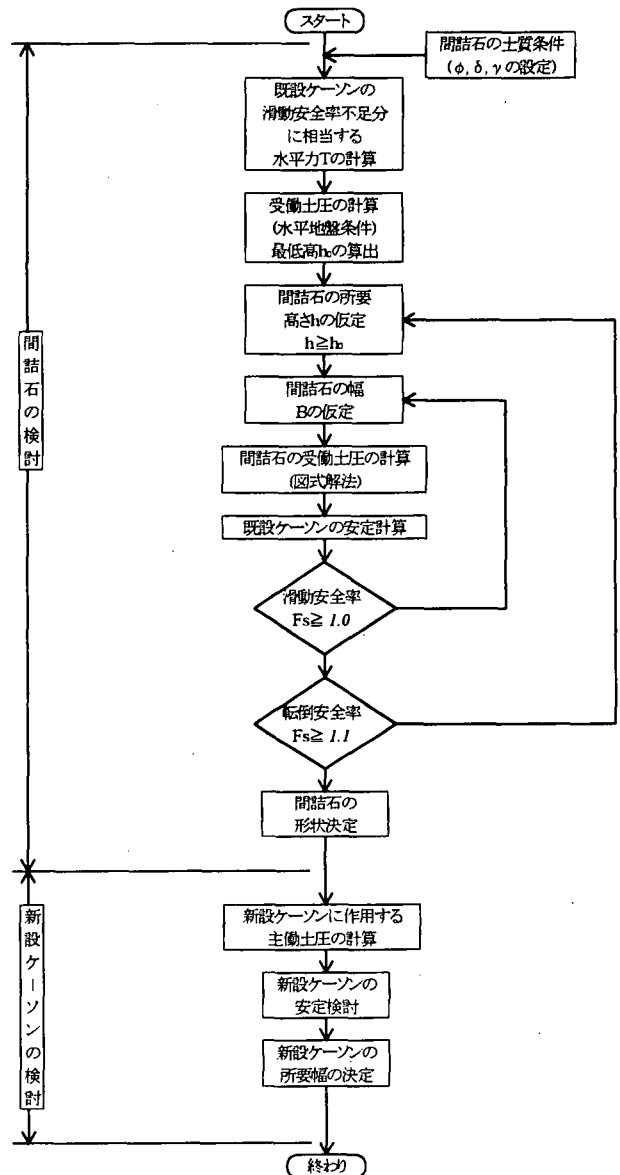 スタート
間詰石の土質条件
(φ, δ, γの設定)
既設ケーソンの
滑動安全率不足分
に相当する
水平力Tの計算
受働土圧の計算
(水平地盤条件)
最低高h₀の算出
間詰石の所要
高さhの仮定
h≧h₀
間詰石の幅
Bの仮定
間詰石の受働土圧の計算
(図式解法)
既設ケーソンの安定計算
滑動安全率
Fs≧ 1.0
転倒安全率
Fs≧ 1.1
間詰石の
形状決定
間詰石の検討
新設ケーソンに作用する
主働土圧の計算
新設ケーソンの
安定検討
新設ケーソンの
所要幅の決定
新設ケーソンの検討
終わり